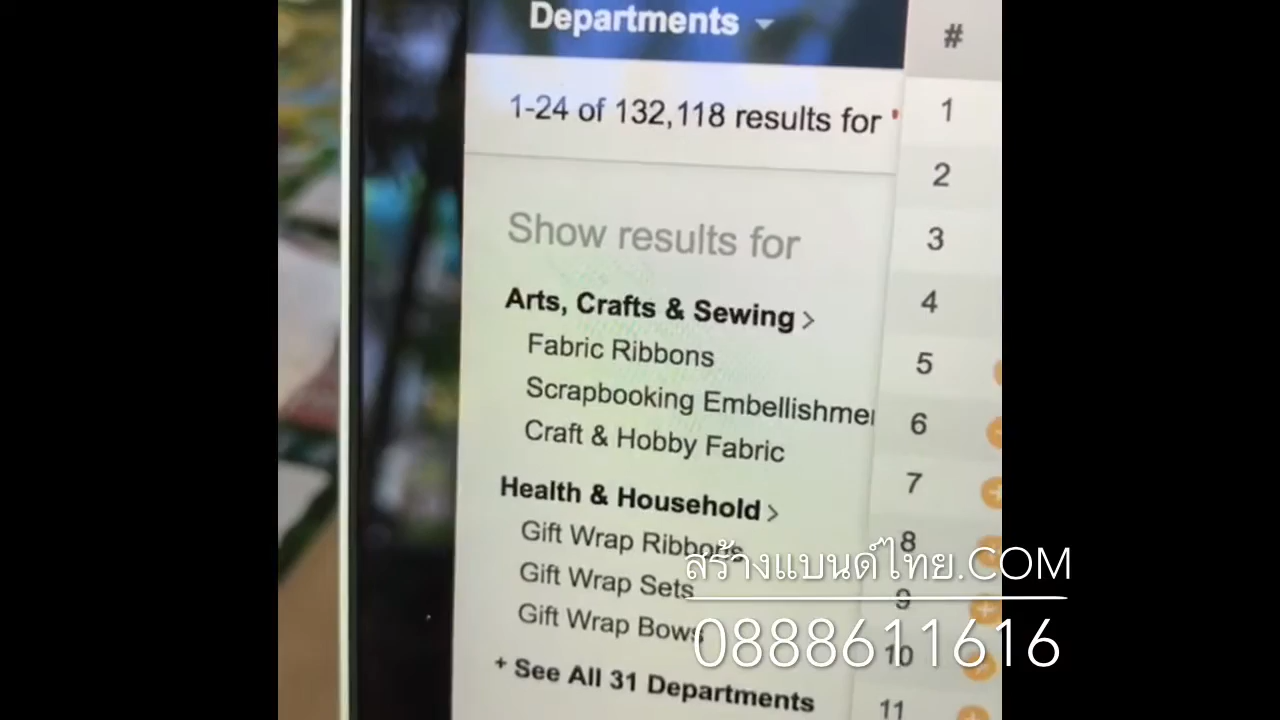 Departments
1-24 of 132,118 results for "
Show results for
Arts, Crafts & Sewing >
Fabric Ribbons
Scrapbooking Embellishmer
Craft & Hobby Fabric
Health & Household >
Gift Wrap Ribbons
Gift Wrap Sets
Gift Wrap Bows
+ See All 31 Departments
#
1
2
3
4
5
6
7
8
9
10
11
สร้างแบนด์ไทย.COM
0888611616